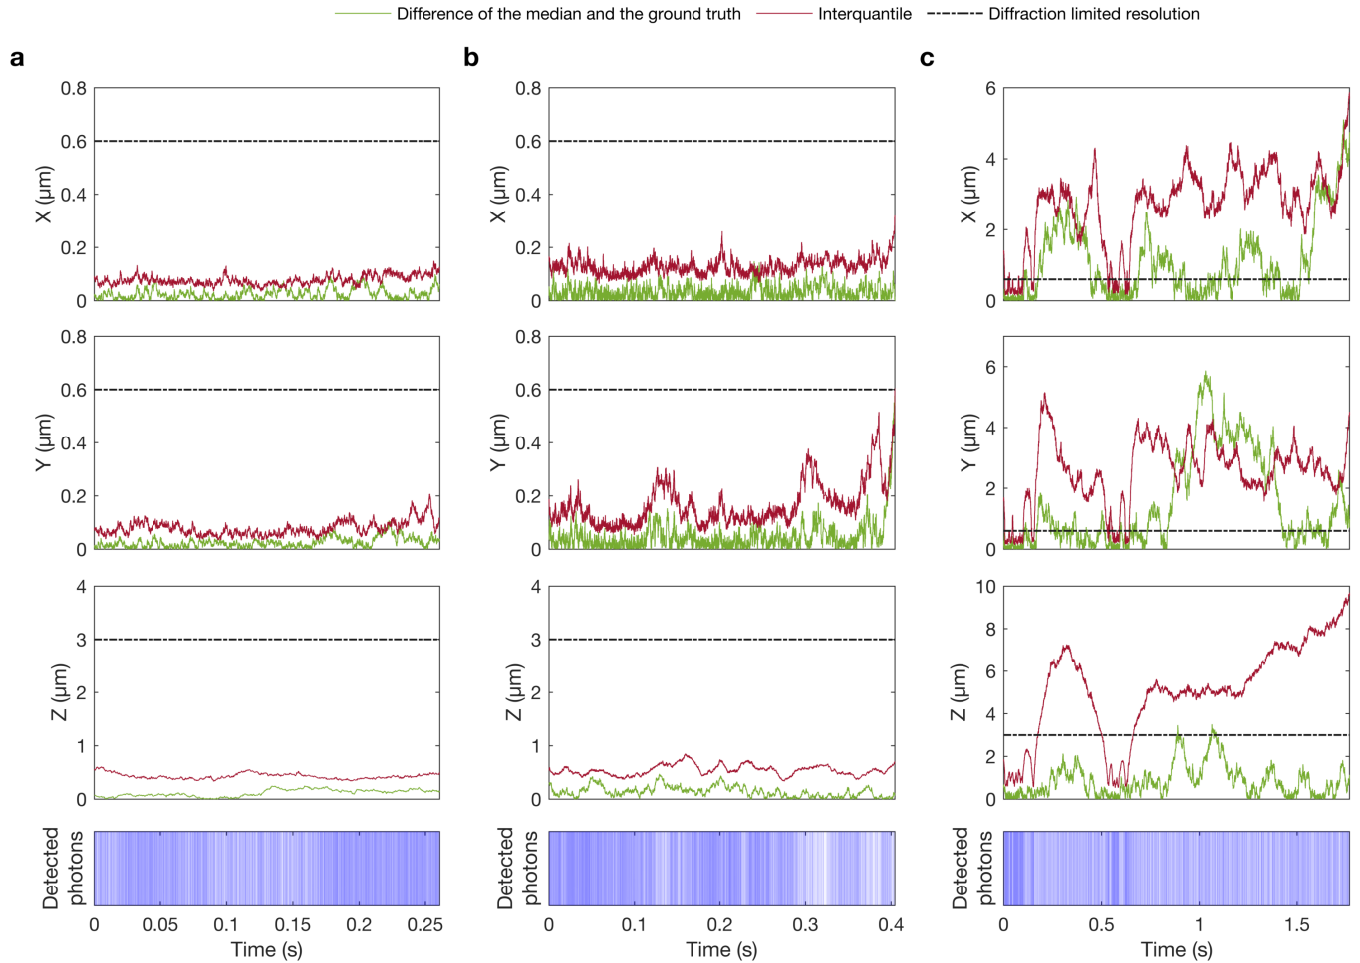 Difference of the median and the ground truth Interquantile Diffraction limited resolution
a b c
0.8 0.8 6
0.6 0.6
4
X (μm) 0.4 X (μm) 0.4 X (μm)
2
0.2 0.2
0 0 0
0.8 0.8
6
0.6 0.6
4
Y (μm) 0.4 Y (μm) 0.4 Y (μm)
2
0.2 0.2
0 0 0
4 4 10
8
3 3
6
Z (μm) 2 Z (μm) 2 Z (μm)
4
1 1
2
0 0 0
Detected photons Detected photons Detected photons
0 0.05 0.1 0.15 0.2 0.25 0 0.1 0.2 0.3 0.4 0 0.5 1 1.5
Time (s) Time (s) Time (s)